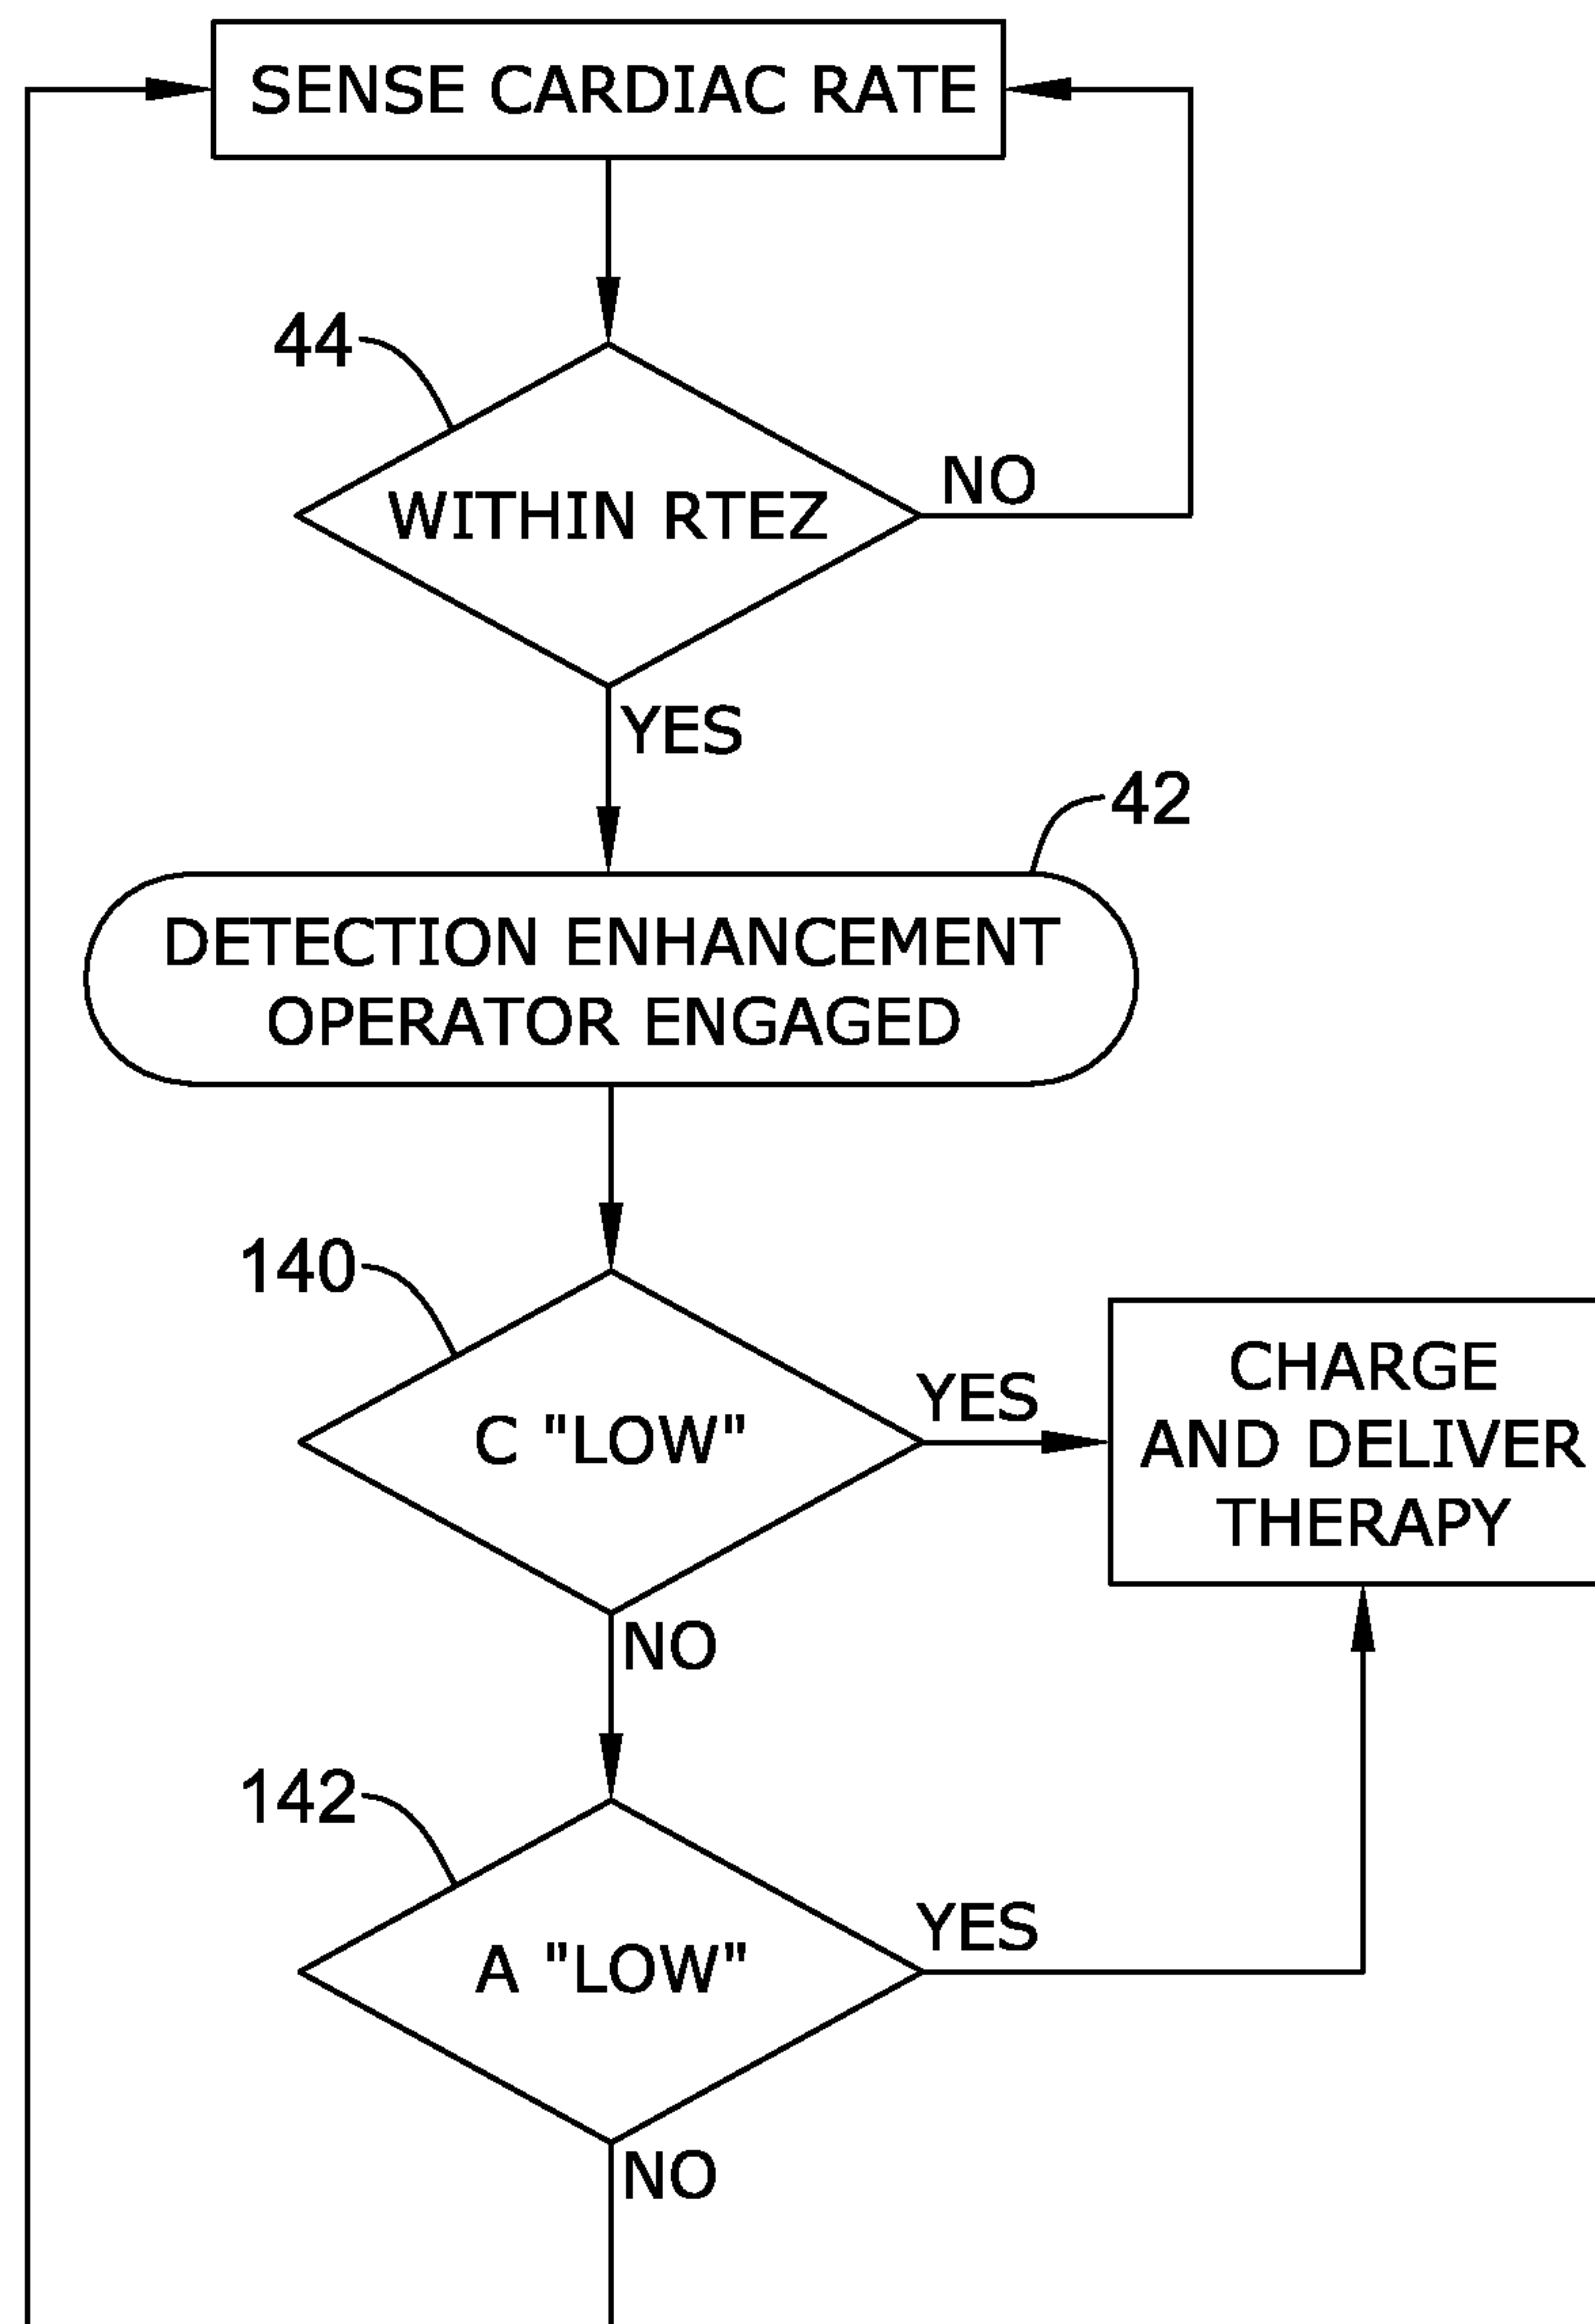 SENSE CARDIAC RATE
44
WITHIN RTEZ
NO
YES
42
DETECTION ENHANCEMENT
OPERATOR ENGAGED
140
C "LOW"
YES
CHARGE
AND DELIVER
THERAPY
NO
142
A "LOW"
YES
NO